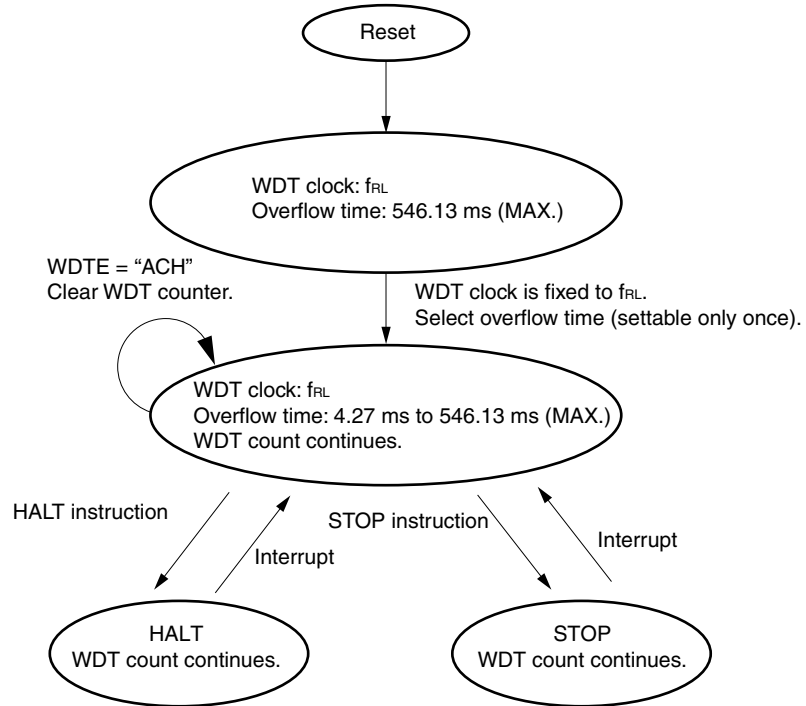 Reset
WDT clock: fRL
Overflow time: 546.13 ms (MAX.)
WDTE = “ACH”
Clear WDT counter.
WDT clock is fixed to fRL.
Select overflow time (settable only once).
WDT clock: fRL
Overflow time: 4.27 ms to 546.13 ms (MAX.)
WDT count continues.
HALT instruction
Interrupt
STOP instruction
Interrupt
HALT
WDT count continues.
STOP
WDT count continues.